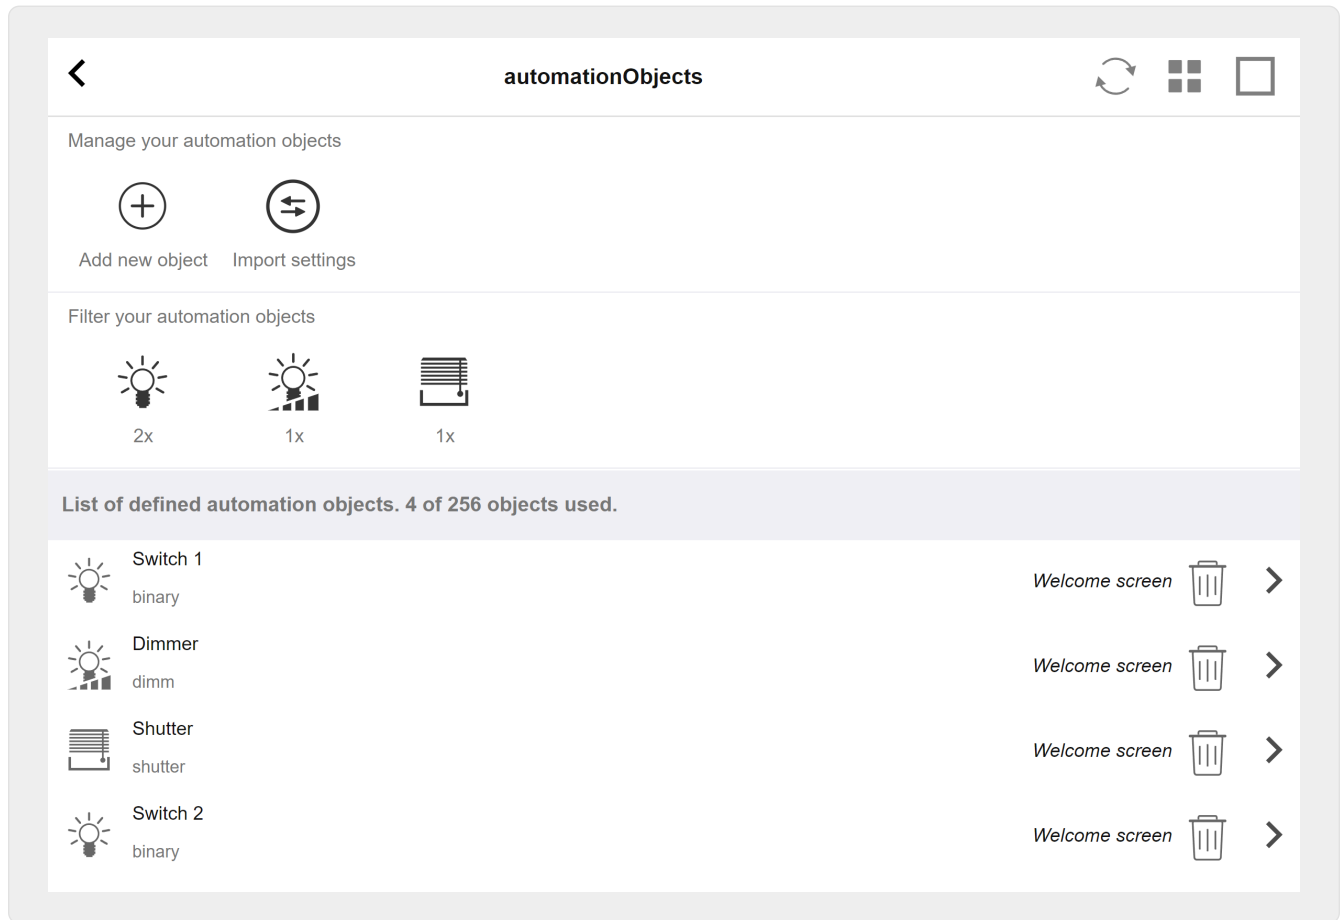 automationObjects
Manage your automation objects
Add new object
Import settings
Filter your automation objects
2x
1x
1x
List of defined automation objects. 4 of 256 objects used.
Switch 1
binary
Welcome screen
Dimmer
dimm
Welcome screen
Shutter
shutter
Welcome screen
Switch 2
binary
Welcome screen